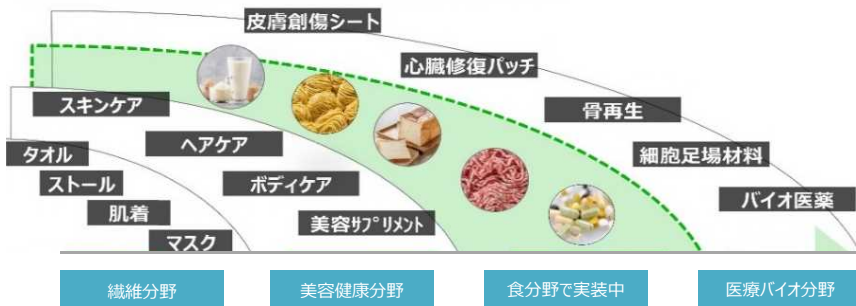 皮膚創傷シート
心臓修復パッチ
骨再生
細胞足場材料
バイオ医薬
スキンケア
ヘアケア
ボディケア
美容サプリメント
タオル
ストール
肌着
マスク
繊維分野
美容健康分野
食分野で実装中
医療バイオ分野